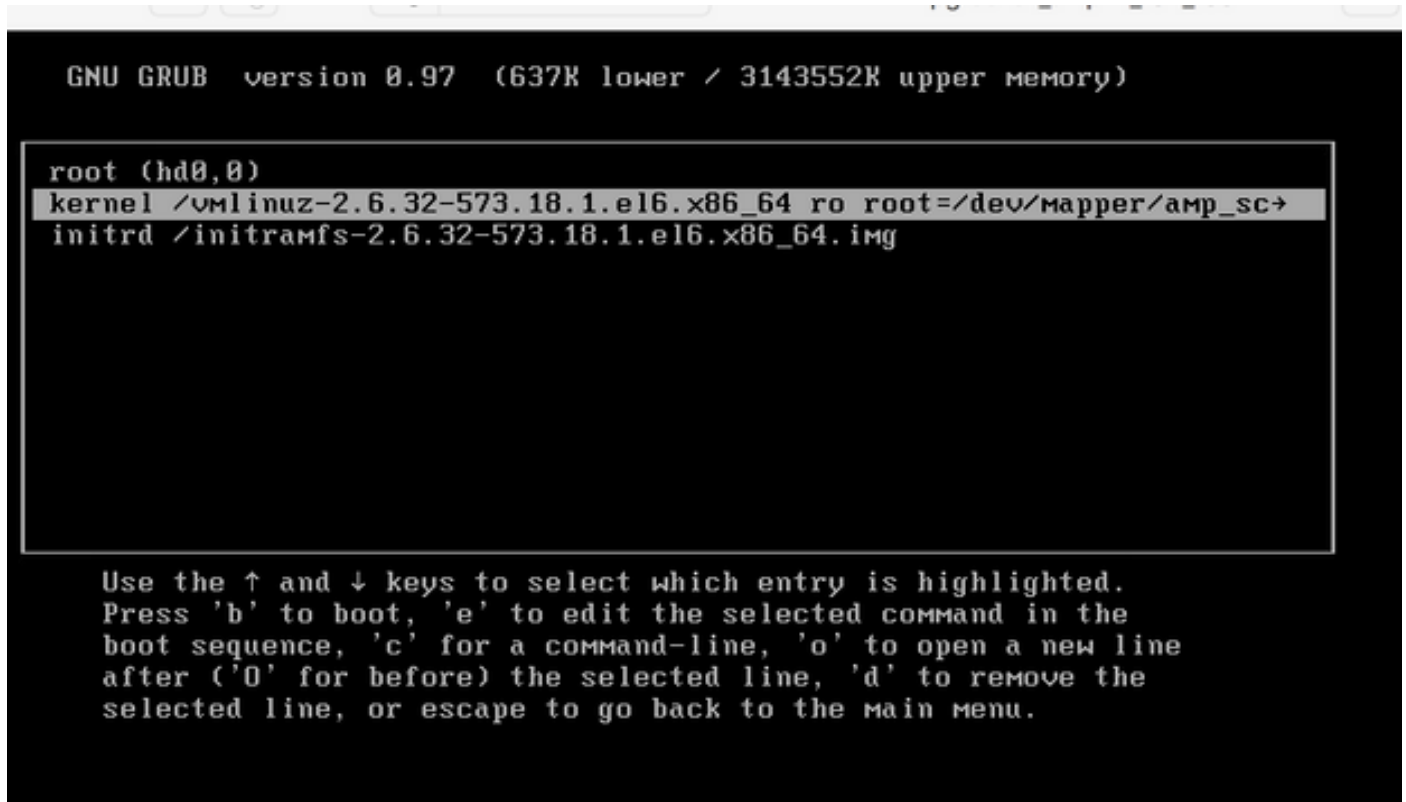 GNU GRUB version 0.97 (637K lower / 3143552K upper memory)
root (hd0,0)
kernel /vmlinuz-2.6.32-573.18.1.el6.x86_64 ro root=/dev/mapper/amp_sc→
initrd /initramfs-2.6.32-573.18.1.el6.x86_64.img
Use the ↑ and ↓ keys to select which entry is highlighted.
Press 'b' to boot, 'e' to edit the selected command in the
boot sequence, 'c' for a command-line, 'o' to open a new line
after ('O' for before) the selected line, 'd' to remove the
selected line, or escape to go back to the main menu.